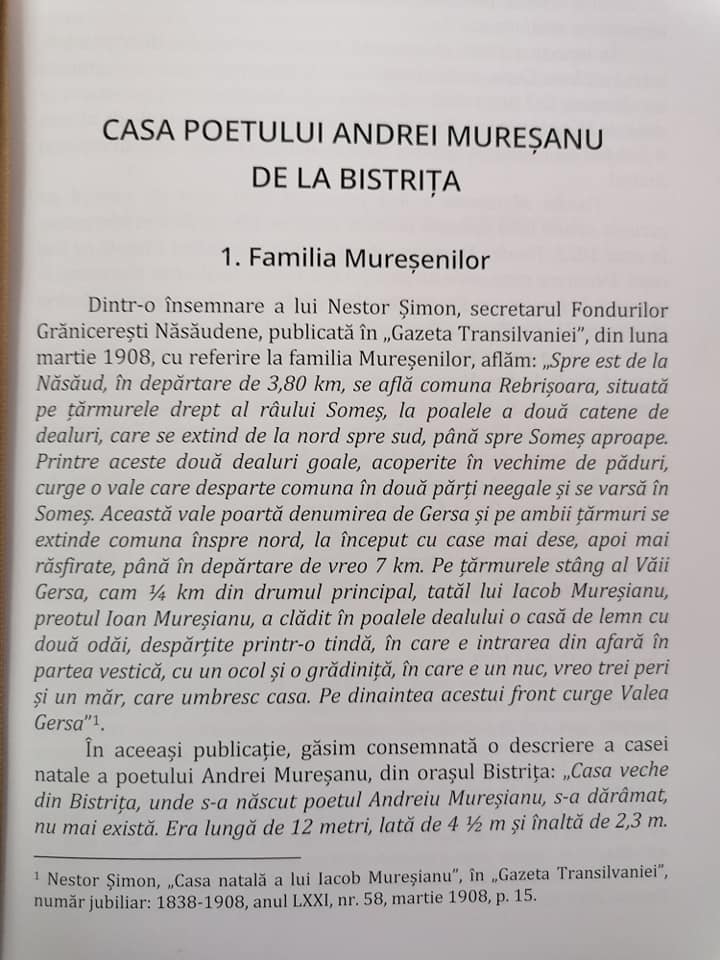 CASA POETULUI ANDREI MUREȘANU
DE LA BISTRIȚA
1. Familia Mureșenilor
Dintr-o însemnare a lui Nestor Șimon, secretarul Fondurilor
Grănicerești Năsăudene, publicată în „Gazeta Transilvaniei”, din luna
martie 1908, cu referire la familia Mureșenilor, aflăm: „Spre est de la
Năsăud, în depărtare de 3,80 km, se află comuna Rebrișoara, situată
pe țărmurele drept al râului Someș, la poalele a două catene de
dealuri, care se extind de la nord spre sud, până spre Someș aproape.
Printre aceste două dealuri goale, acoperite în vechime de păduri,
curge o vale care desparte comuna în două părți neegale și se varsă în
Someș. Această vale poartă denumirea de Gersa și pe ambii țărmuri se
extinde comuna înspre nord, la început cu case mai dese, apoi mai
răsfirate, până în depărtare de vreo 7 km. Pe țărmurele stâng al Văii
Gersa, cam ¼ km din drumul principal, tatăl lui Iacob Mureșianu,
preotul Ioan Mureșianu, a clădit în poalele dealului o casă de lemn cu
două odăi, despărțite printr-o tindă, în care e intrarea din afară în
partea vestică, cu un ocol și o grădiniță, în care e un nuc, vreo trei peri
și un măr, care umbresc casa. Pe dinaintea acestui front curge Valea
Gersa”¹.
În aceeași publicație, găsim consemnată o descriere a casei
natale a poetului Andrei Mureșanu, din orașul Bistrița: „Casa veche
din Bistrița, unde s-a născut poetul Andreiu Mureșianu, s-a dărâmat,
nu mai există. Era lungă de 12 metri, lată de 4 ½ m și înaltă de 2,3 m.
¹ Nestor Șimon, „Casa natală a lui Iacob Mureșianu”, în „Gazeta Transilvaniei”,
număr jubiliar: 1838-1908, anul LXXI, nr. 58, martie 1908, p. 15.